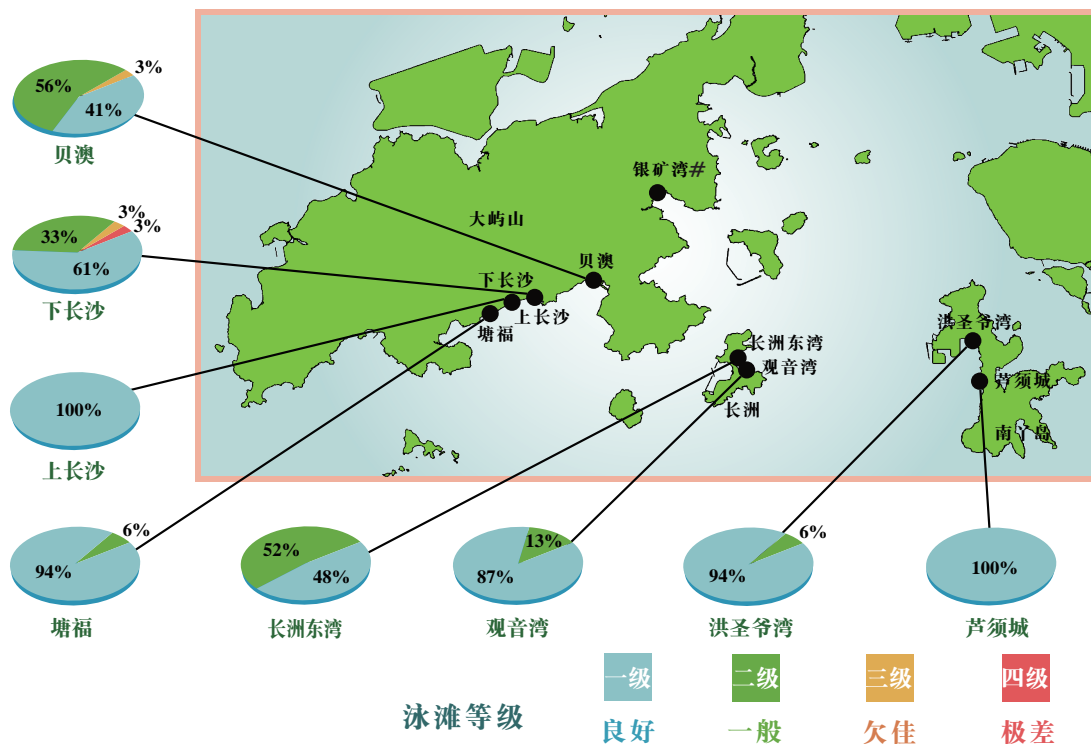 56%
3%
41%
贝澳
33%
3%
3%
61%
下长沙
100%
上长沙
6%
94%
塘福
52%
48%
长洲东湾
13%
87%
观音湾
6%
94%
洪圣爷湾
100%
芦须城
银矿湾#
大屿山
贝澳
下长沙
上长沙
塘福
长洲东湾
观音湾
长洲
洪圣爷湾
芦须城
南丫岛
泳滩等级
一级
二级
三级
四级
良好
一般
欠佳
极差